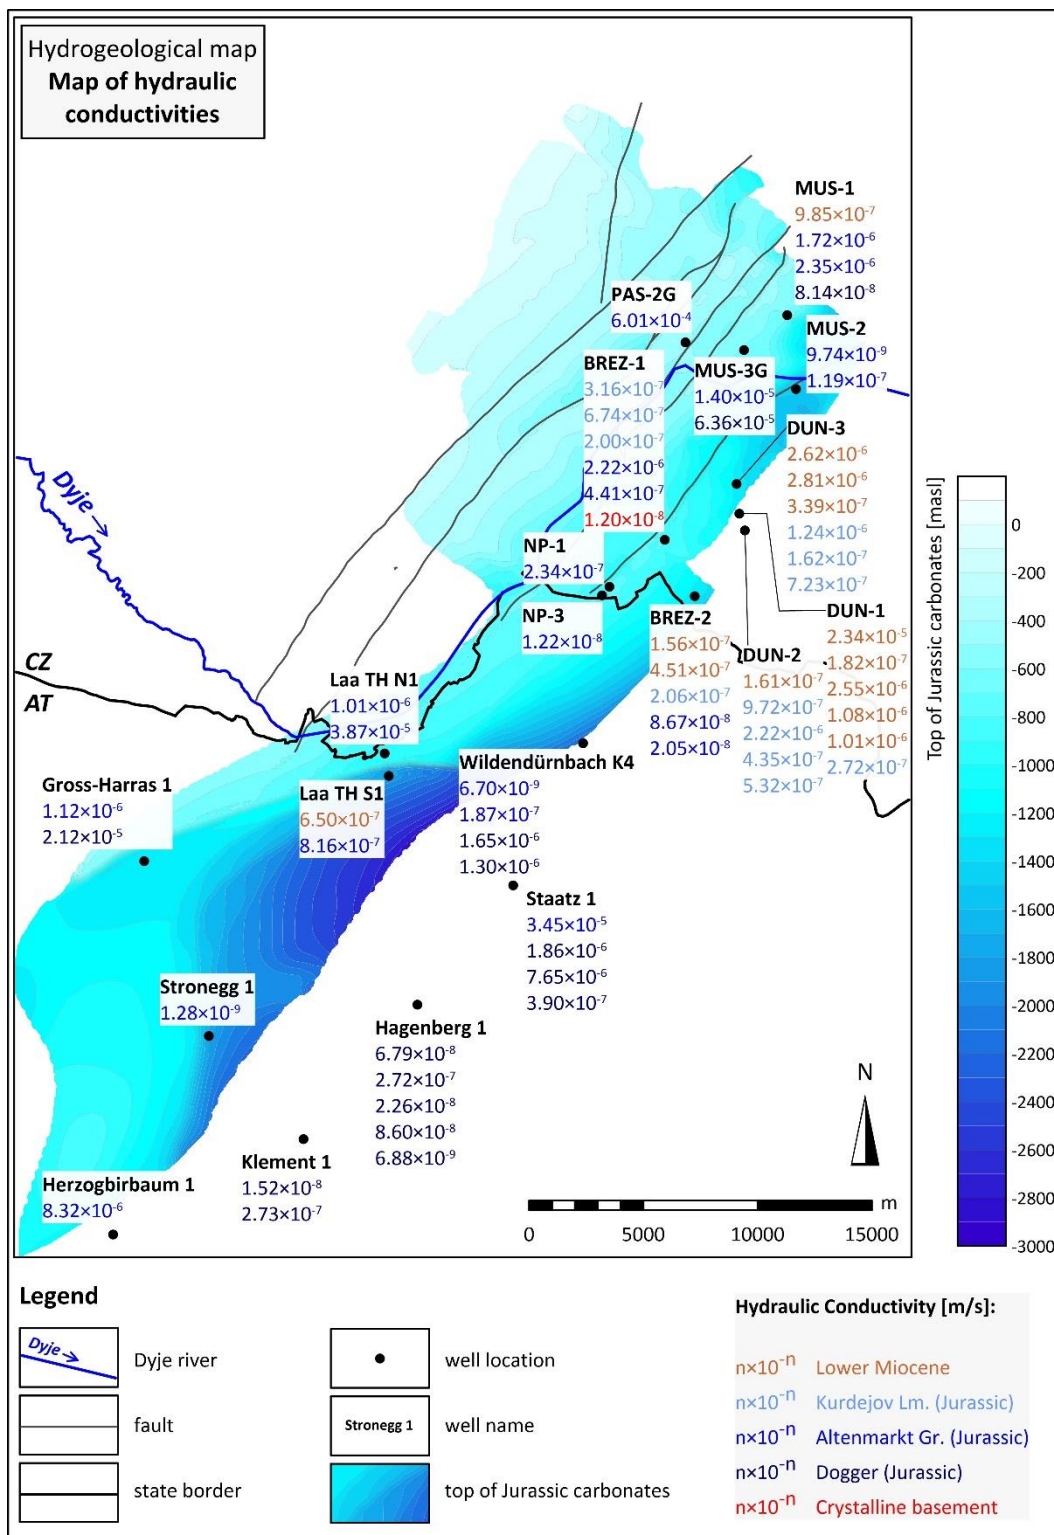 Hydrogeological map
Map of hydraulic
conductivities
MUS-1
9.85×10⁻⁷
1.72×10⁻⁶
2.35×10⁻⁶
8.14×10⁻⁸
PAS-2G
6.01×10⁻⁴
MUS-2
9.74×10⁻⁹
1.19×10⁻⁷
BREZ-1
3.16×10⁻⁷
6.74×10⁻⁷
2.00×10⁻⁷
2.22×10⁻⁶
4.41×10⁻⁷
1.20×10⁻⁸
MUS-3G
1.40×10⁻⁵
6.36×10⁻⁵
DUN-3
2.62×10⁻⁶
2.81×10⁻⁶
3.39×10⁻⁷
1.24×10⁻⁶
1.62×10⁻⁷
7.23×10⁻⁷
Dyje →
NP-1
2.34×10⁻⁷
NP-3
1.22×10⁻⁸
BREZ-2
1.56×10⁻⁷
4.51×10⁻⁷
2.06×10⁻⁷
8.67×10⁻⁸
2.05×10⁻⁸
DUN-2
1.61×10⁻⁷
9.72×10⁻⁷
2.22×10⁻⁶
4.35×10⁻⁷
5.32×10⁻⁷
DUN-1
2.34×10⁻⁵
1.82×10⁻⁷
2.55×10⁻⁶
1.08×10⁻⁶
1.01×10⁻⁶
2.72×10⁻⁷
CZ
AT
Laa TH N1
1.01×10⁻⁶
3.87×10⁻⁵
Gross-Harras 1
1.12×10⁻⁶
2.12×10⁻⁵
Laa TH S1
6.50×10⁻⁷
8.16×10⁻⁷
Wildendürnbach K4
6.70×10⁻⁹
1.87×10⁻⁷
1.65×10⁻⁶
1.30×10⁻⁶
Staatz 1
3.45×10⁻⁵
1.86×10⁻⁶
7.65×10⁻⁶
3.90×10⁻⁷
Stronegg 1
1.28×10⁻⁹
Hagenberg 1
6.79×10⁻⁸
2.72×10⁻⁷
2.26×10⁻⁸
8.60×10⁻⁸
6.88×10⁻⁹
Klement 1
1.52×10⁻⁸
2.73×10⁻⁷
Herzogbirbaum 1
8.32×10⁻⁶
N
m
0 5000 10000 15000
Top of Jurassic carbonates [masl]
0
-200
-400
-600
-800
-1000
-1200
-1400
-1600
-1800
-2000
-2200
-2400
-2600
-2800
-3000
Legend
Dyje →
Dyje river
fault
state border
well location
Stronegg 1
well name
top of Jurassic carbonates
Hydraulic Conductivity [m/s]:
n×10⁻ⁿ Lower Miocene
n×10⁻ⁿ Kurdejov Lm. (Jurassic)
n×10⁻ⁿ Altenmarkt Gr. (Jurassic)
n×10⁻ⁿ Dogger (Jurassic)
n×10⁻ⁿ Crystalline basement